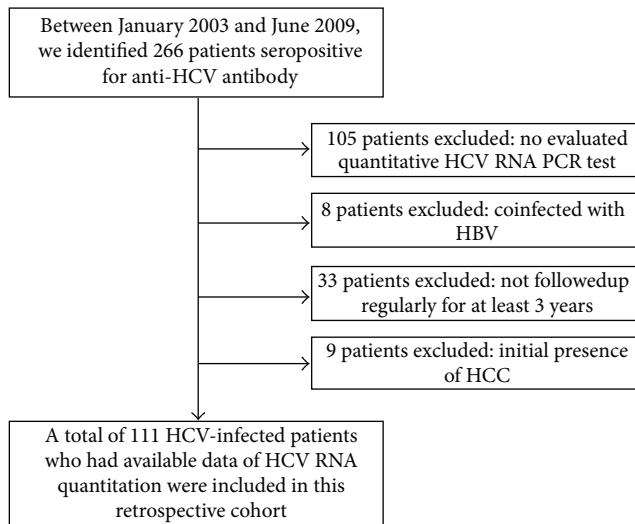 Between January 2003 and June 2009,
we identified 266 patients seropositive
for anti-HCV antibody
105 patients excluded: no evaluated
quantitative HCV RNA PCR test
8 patients excluded: coinfected with
HBV
33 patients excluded: not followedup
regularly for at least 3 years
9 patients excluded: initial presence
of HCC
A total of 111 HCV-infected patients
who had available data of HCV RNA
quantitation were included in this
retrospective cohort